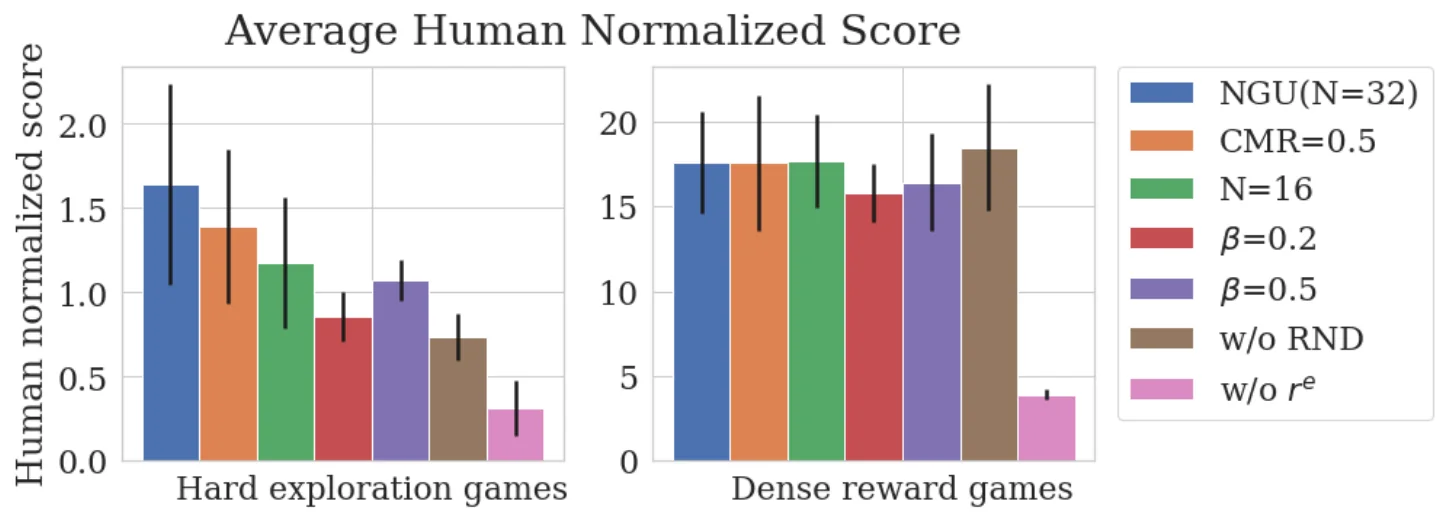 Average Human Normalized Score
Human normalized score
2.0
1.5
1.0
0.5
0.0
Hard exploration games
20
15
10
5
0
Dense reward games
NGU(N=32)
CMR=0.5
N=16
β=0.2
β=0.5
w/o RND
w/o rᵉ